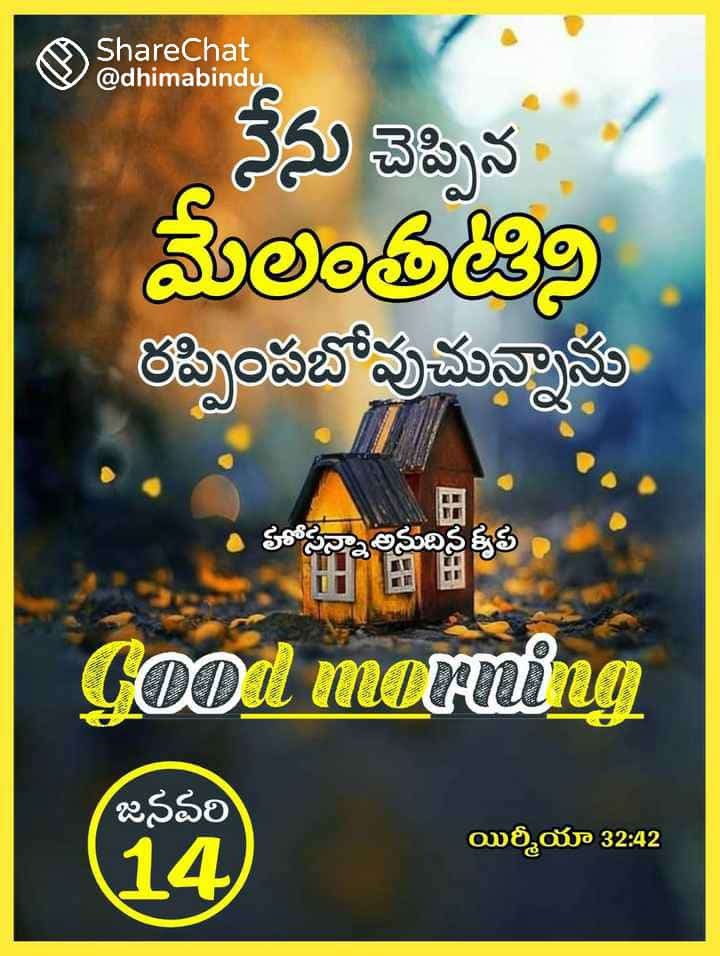 ShareChat
@dhimabindu
నేను చెప్పిన
మేలంతటిని
రప్పింపబోవుచున్నాను
హోసన్నా అనుదిన కృప
Good morning
జనవరి
14
యిర్మీయా 32:42